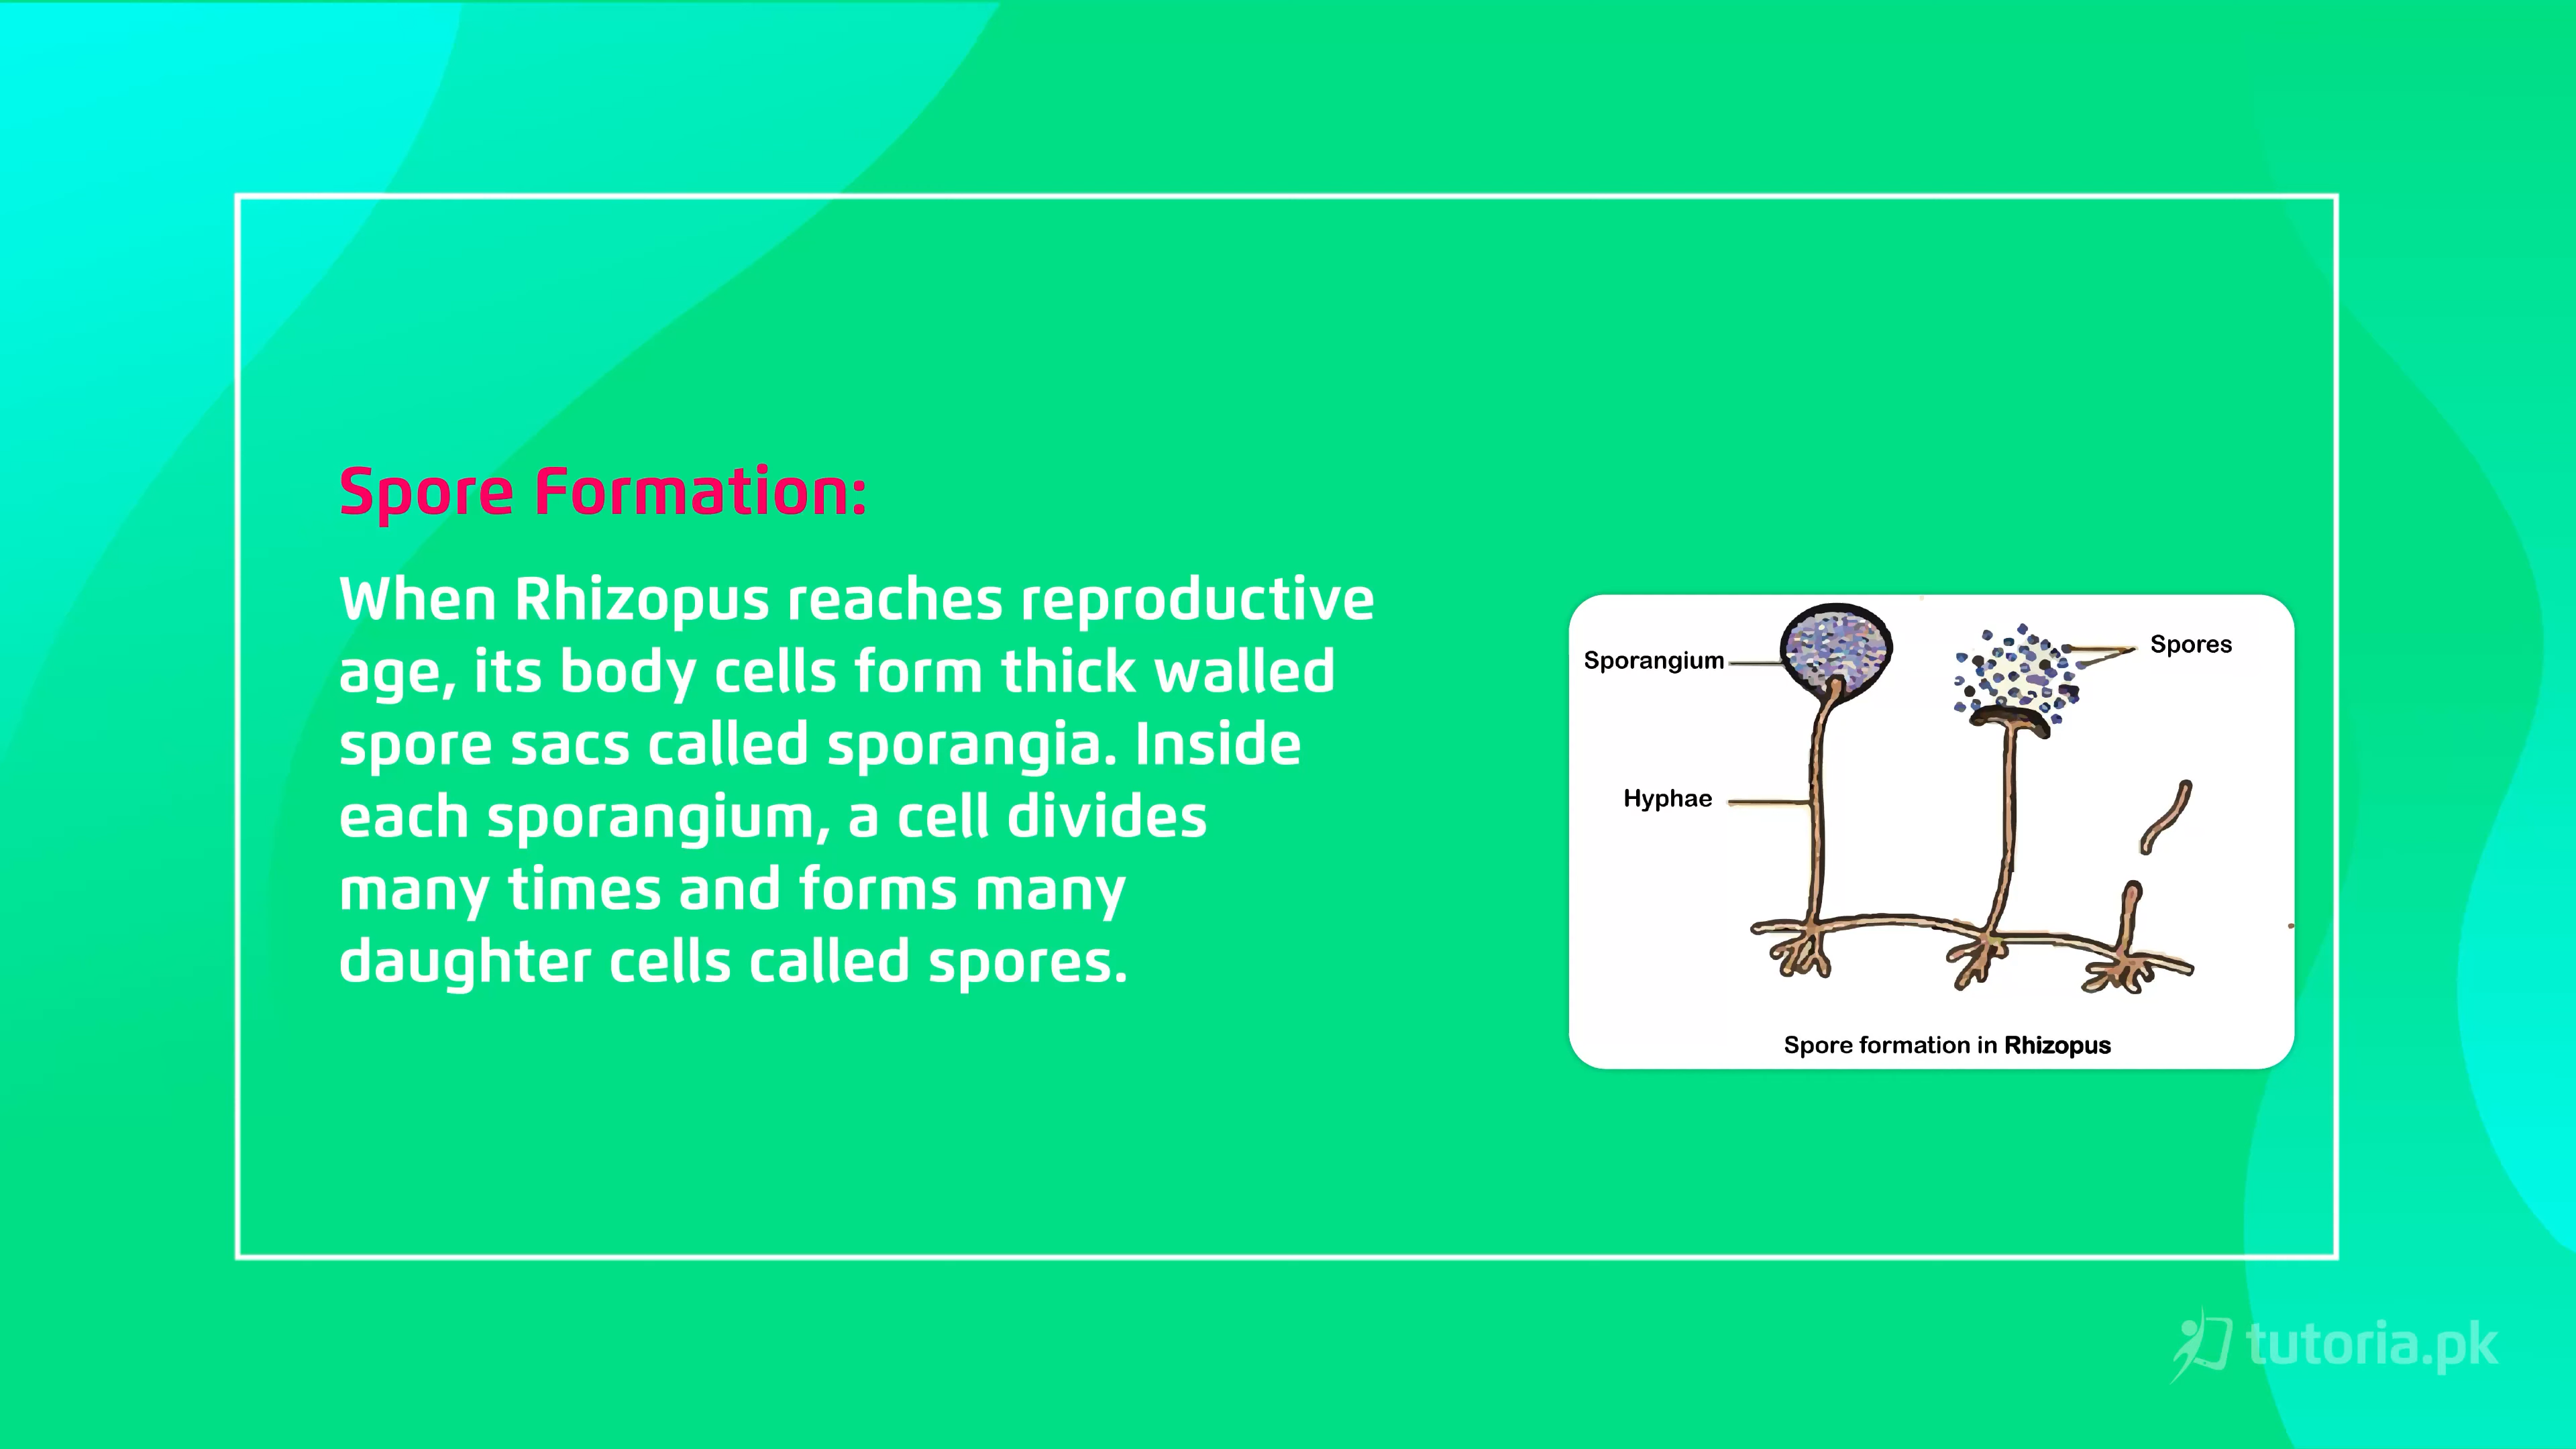 Spore Formation:
When Rhizopus reaches reproductive
age, its body cells form thick walled
spore sacs called sporangia. Inside
each sporangium, a cell divides
many times and forms many
daughter cells called spores.
Sporangium
Spores
Hyphae
Spore formation in Rhizopus
tutoria.pk